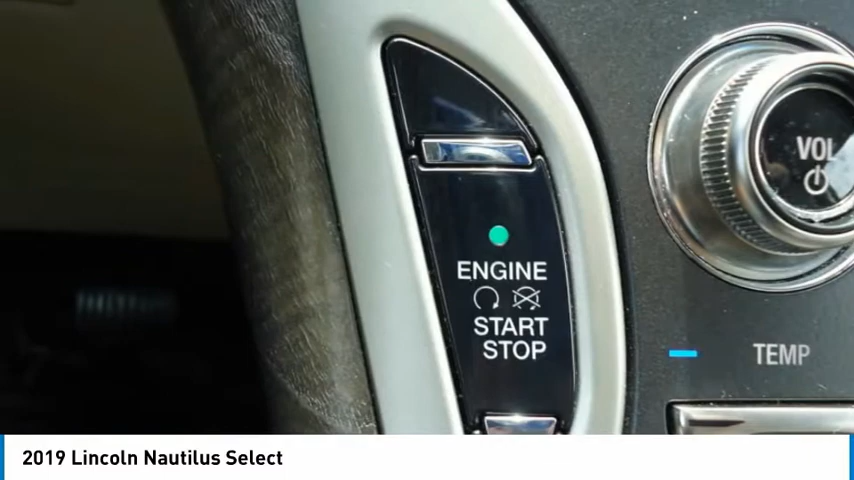 VOL
ENGINE
START
STOP
TEMP
2019 Lincoln Nautilus Select